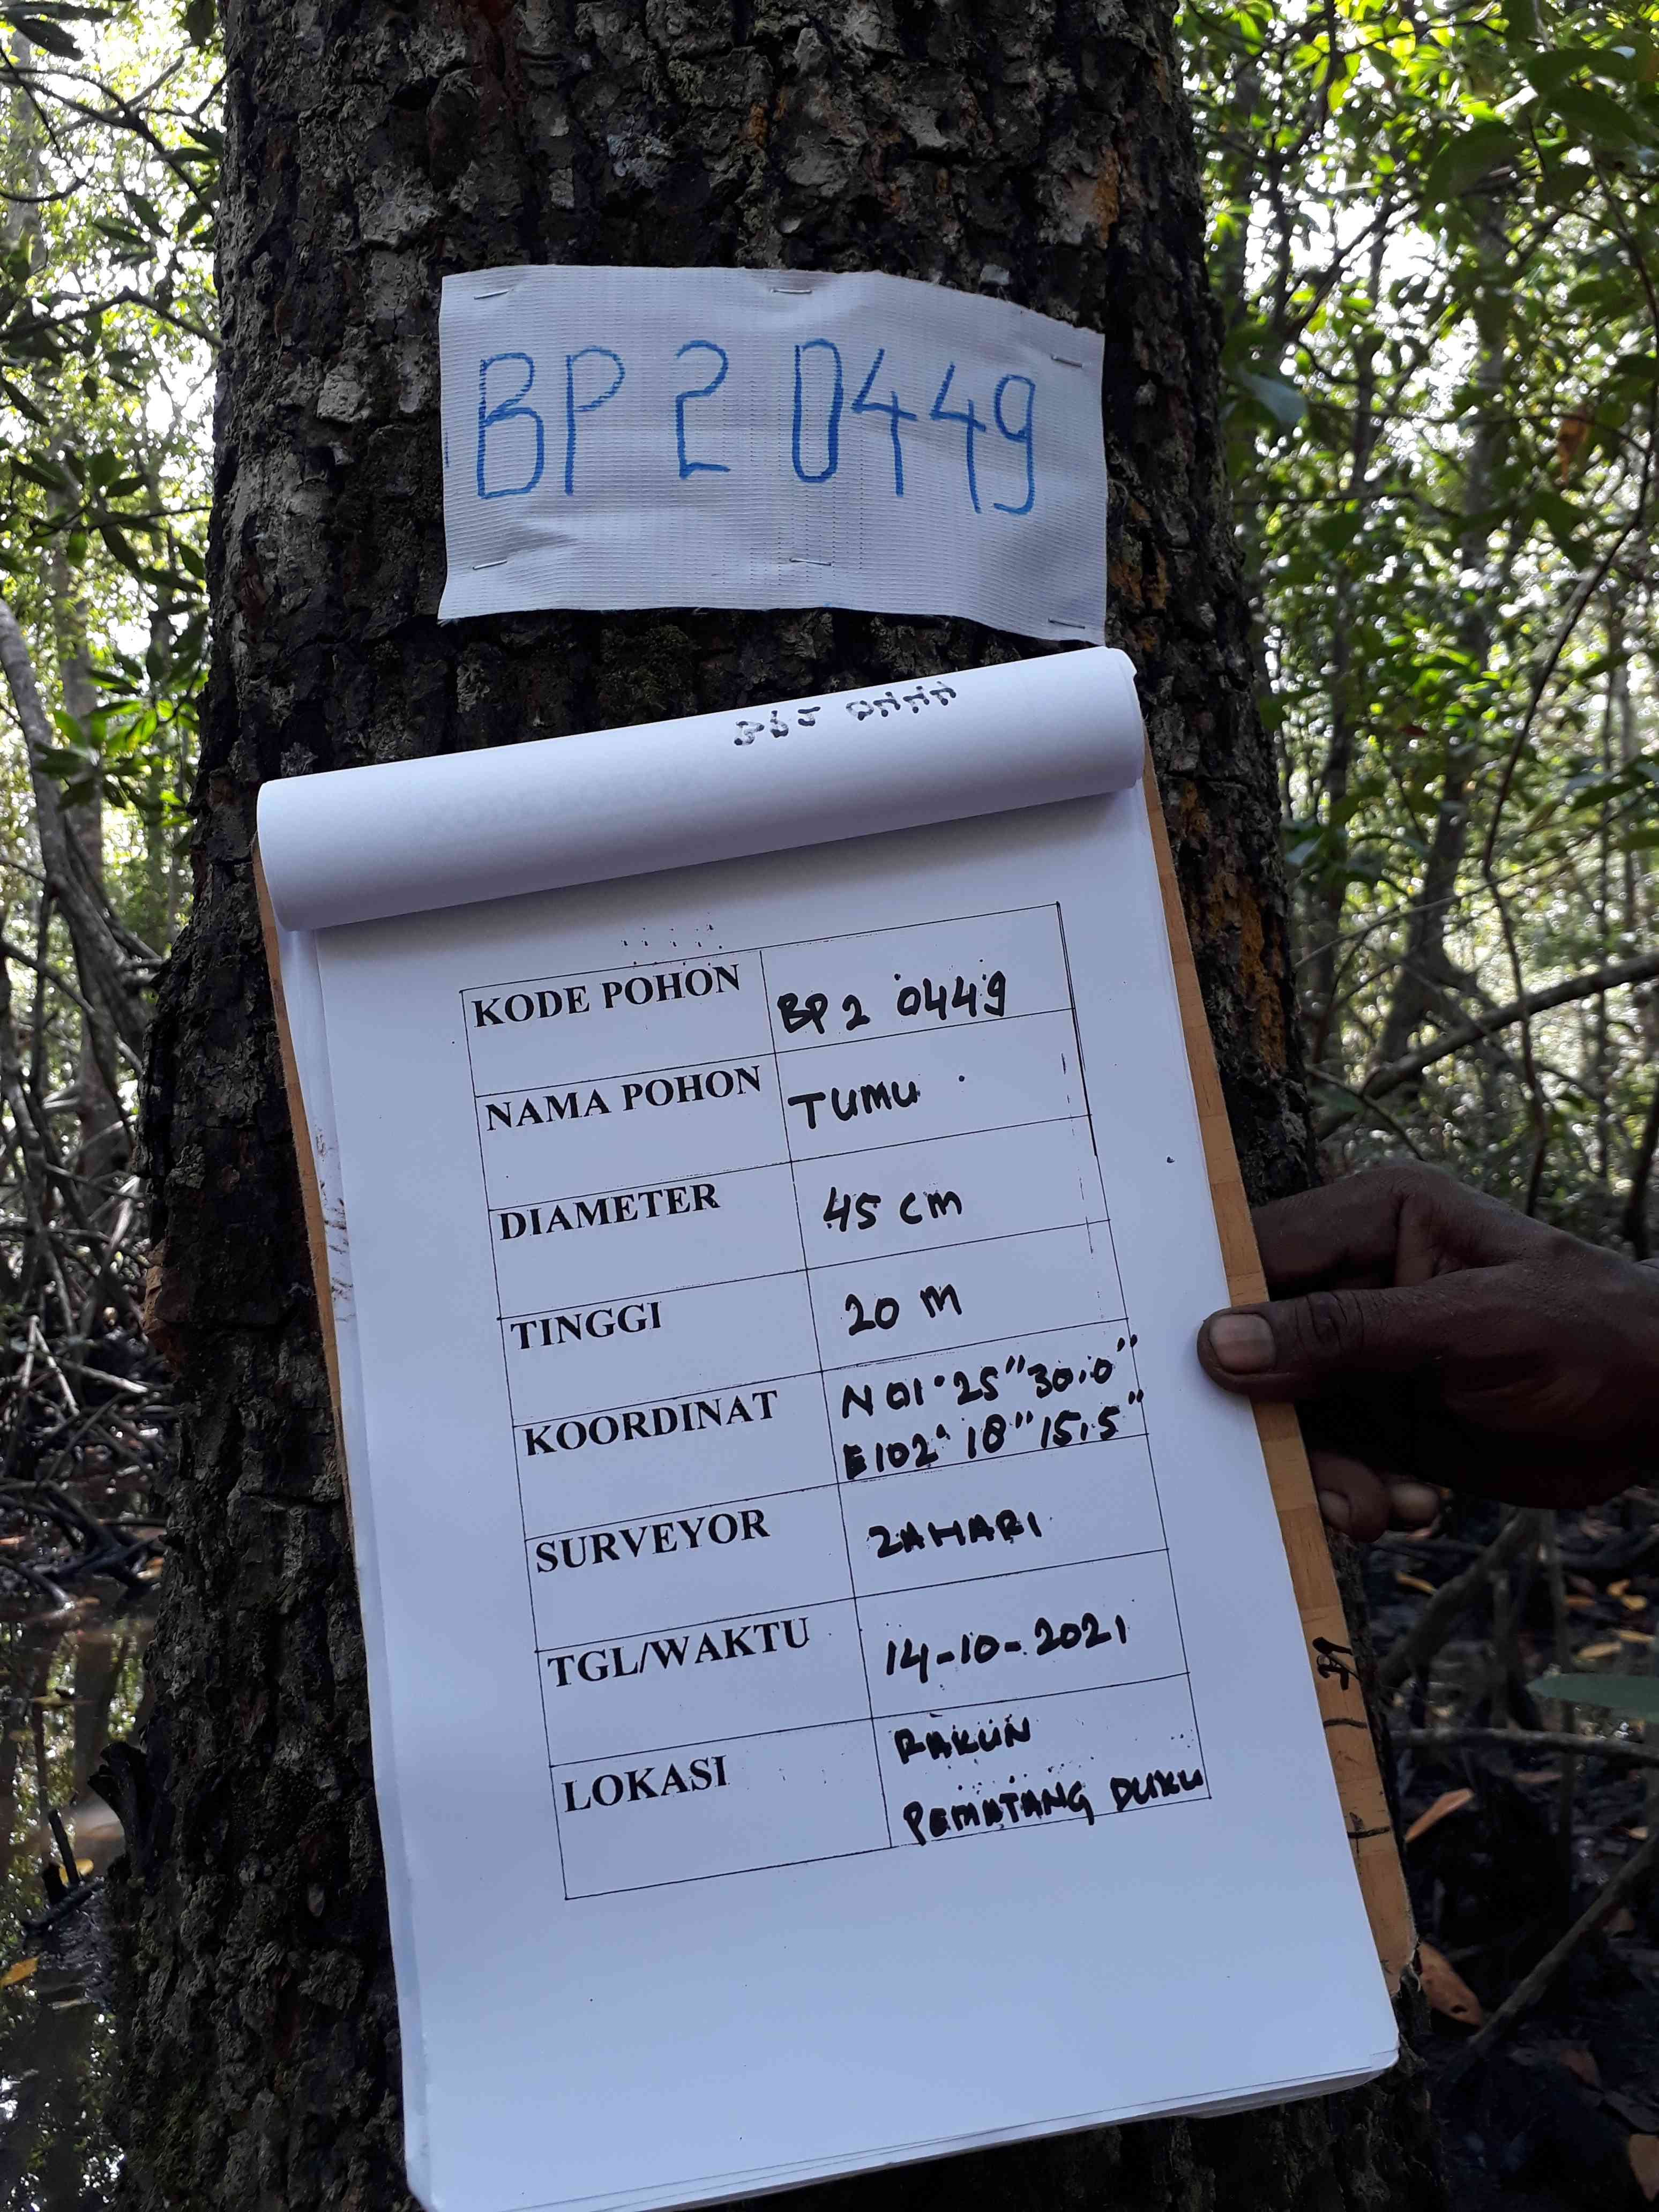 BP 2 0449
KODE POHON BP 2 0449
NAMA POHON TUMU
DIAMETER 45 cm
TINGGI 20 M
KOORDINAT N 01°25"30.0"
E102° 18"15.5"
SURVEYOR ZAHARI
TGL/WAKTU 14-10-2021
LOKASI RAKUN
PEMATANG DUKU